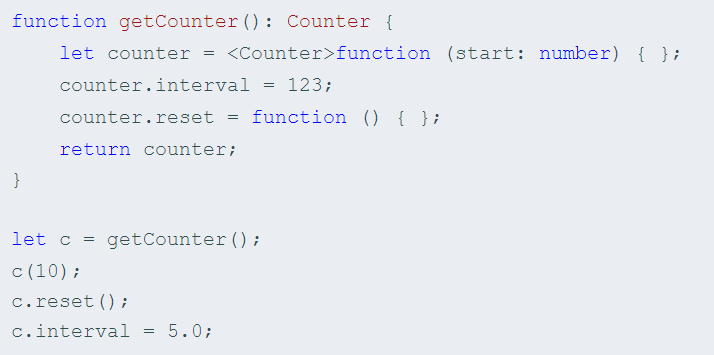 function getCounter(): Counter {
    let counter = <Counter>function (start: number) { };
    counter.interval = 123;
    counter.reset = function () { };
    return counter;
}

let c = getCounter();
c(10);
c.reset();
c.interval = 5.0;